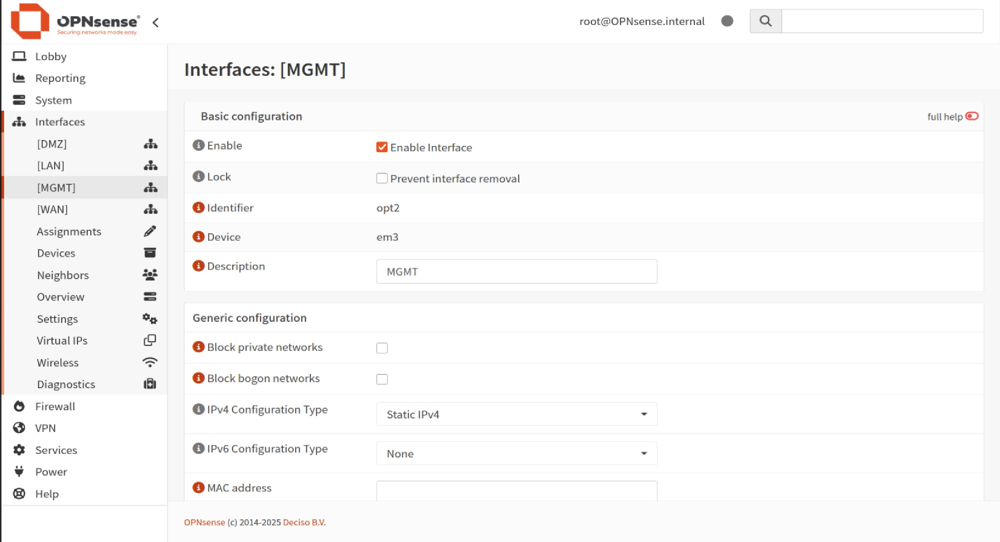 OPNsense®
Securing networks made easy
root@OPNsense.internal
Lobby
Reporting
System
Interfaces
[DMZ]
[LAN]
[MGMT]
[WAN]
Assignments
Devices
Neighbors
Overview
Settings
Virtual IPs
Wireless
Diagnostics
Firewall
VPN
Services
Power
Help
Interfaces: [MGMT]
Basic configuration
full help
Enable
Enable Interface
Lock
Prevent interface removal
Identifier
opt2
Device
em3
Description
MGMT
Generic configuration
Block private networks
Block bogon networks
IPv4 Configuration Type
Static IPv4
IPv6 Configuration Type
None
MAC address
OPNsense (c) 2014-2025 Deciso B.V.